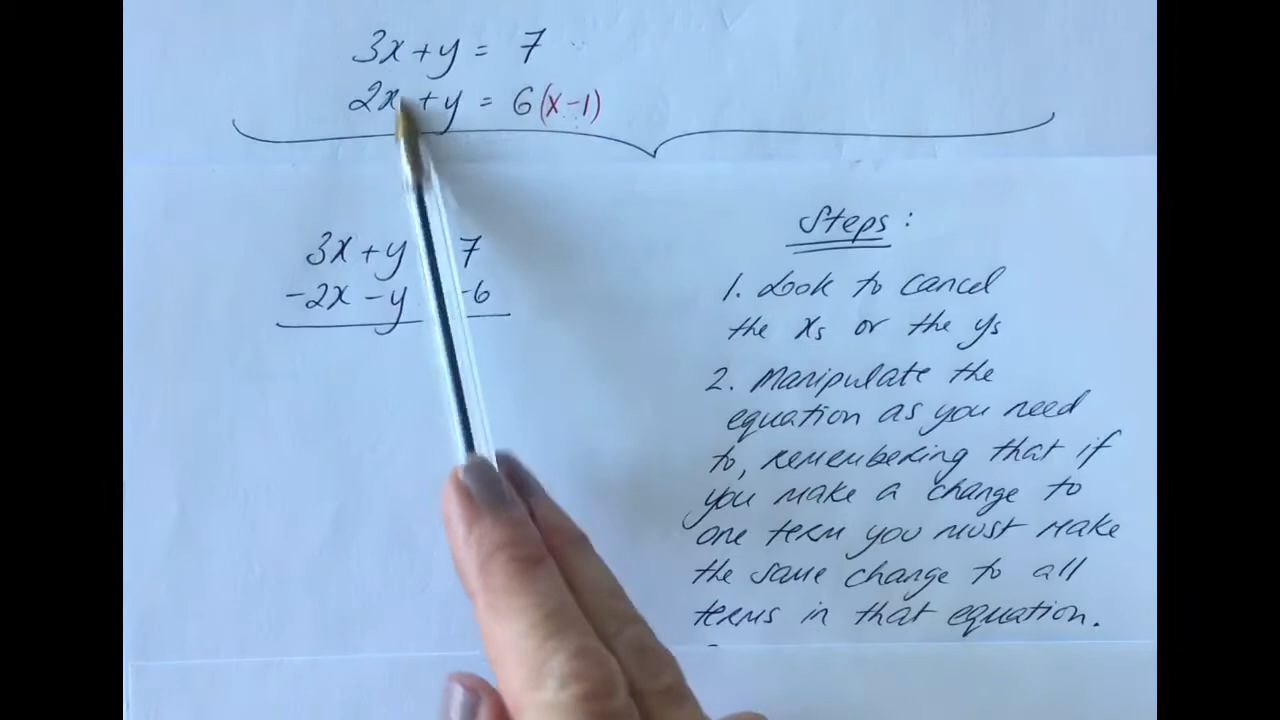 3x + y = 7
2x + y = 6 (x-1)
3x + y 7
-2x - y -6
Steps:
1. Look to cancel
the xs or the ys
2. Manipulate the
equation as you need
to, remembering that if
you make a change to
one term you must make
the same change to all
terms in that equation.